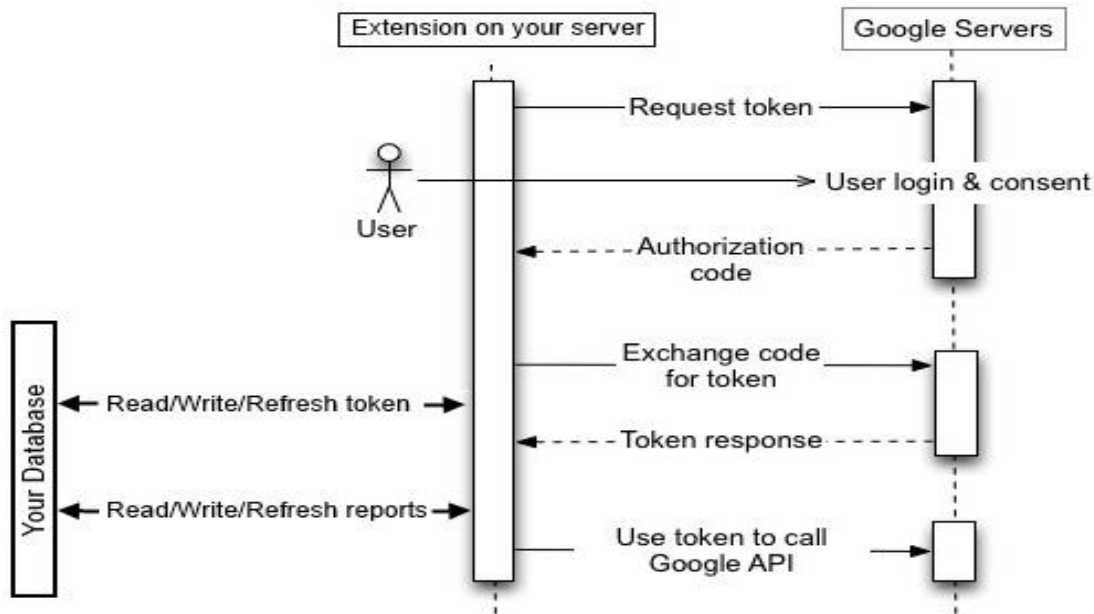 Extension on your server
Google Servers
Request token
User login & consent
User
Authorization
code
Exchange code
for token
Your Database
Read/Write/Refresh token
Token response
Read/Write/Refresh reports
Use token to call
Google API